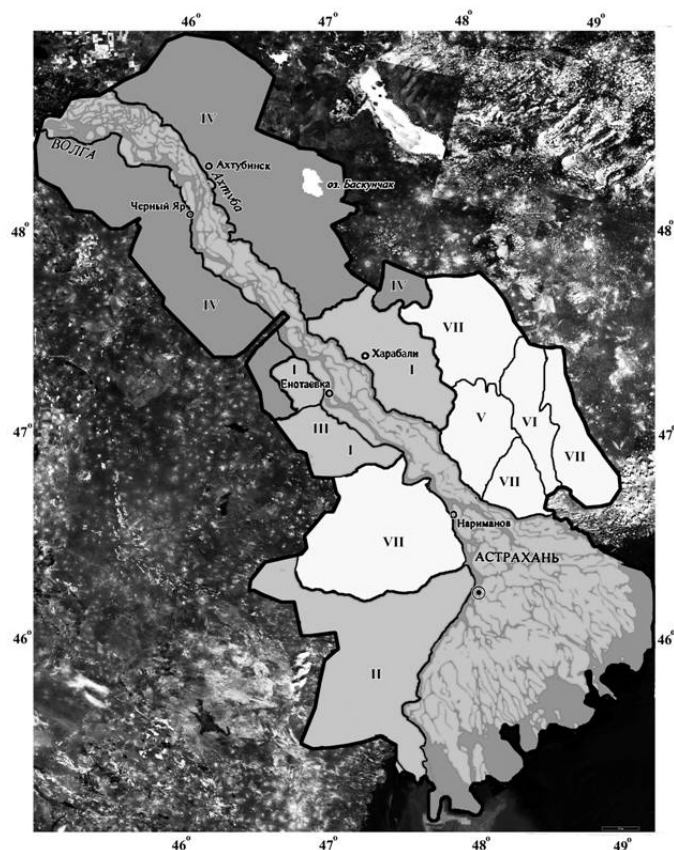 46° 47° 48° 49°
IV
ВОЛГА
Ахтубинск
Ахтуба
оз. Баскунчак
Черный Яр
48° 48°
IV
IV
VII
Харабали
I
I
Енотаевка
V
VI
III
47° 47°
I
VII
VII
VII
Нариманов
АСТРАХАНЬ
46° 46°
II
46° 47° 48° 49°